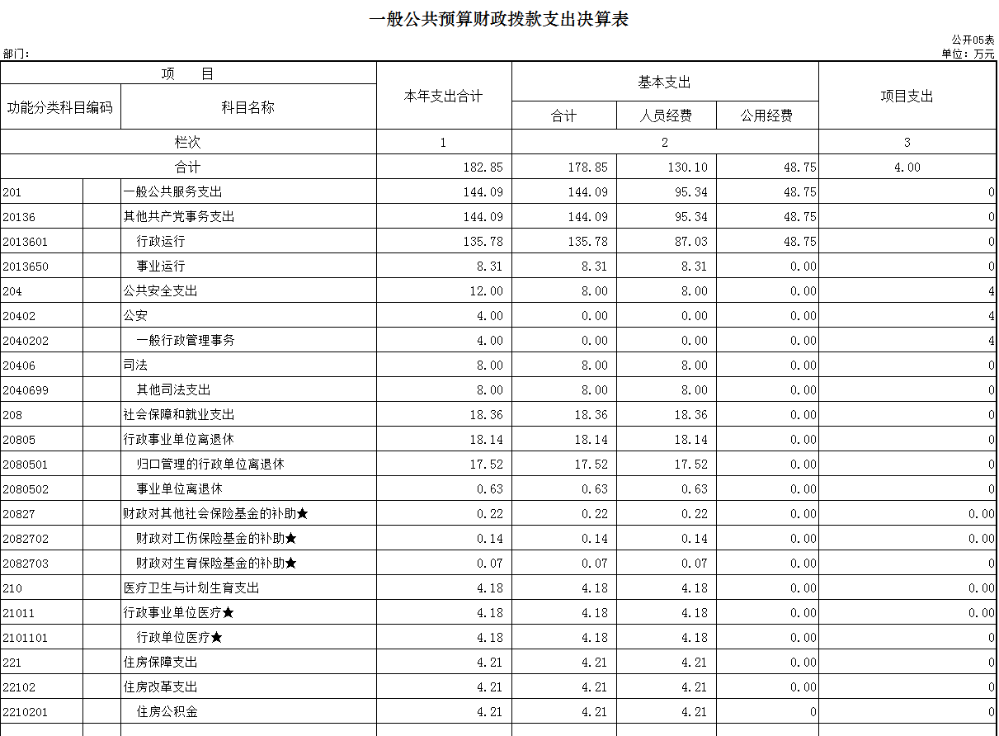 一般公共预算财政拨款支出决算表
公开05表
部门： 单位：万元
项 目 本年支出合计 基本支出 项目支出
功能分类科目编码 科目名称 合计 人员经费 公用经费
栏次 1 2 3
合计 182.85 178.85 130.10 48.75 4.00
201 一般公共服务支出 144.09 144.09 95.34 48.75 0
20136 其他共产党事务支出 144.09 144.09 95.34 48.75 0
2013601 行政运行 135.78 135.78 87.03 48.75 0
2013650 事业运行 8.31 8.31 8.31 0.00 0
204 公共安全支出 12.00 8.00 8.00 0.00 4
20402 公安 4.00 0.00 0.00 0.00 4
2040202 一般行政管理事务 4.00 0.00 0.00 0.00 4
20406 司法 8.00 8.00 8.00 0.00 0
2040699 其他司法支出 8.00 8.00 8.00 0.00 0
208 社会保障和就业支出 18.36 18.36 18.36 0.00 0
20805 行政事业单位离退休 18.14 18.14 18.14 0.00 0
2080501 归口管理的行政单位离退休 17.52 17.52 17.52 0.00 0
2080502 事业单位离退休 0.63 0.63 0.63 0.00 0
20827 财政对其他社会保险基金的补助★ 0.22 0.22 0.22 0.00 0.00
2082702 财政对工伤保险基金的补助★ 0.14 0.14 0.14 0.00 0.00
2082703 财政对生育保险基金的补助★ 0.07 0.07 0.07 0.00 0
210 医疗卫生与计划生育支出 4.18 4.18 4.18 0.00 0.00
21011 行政事业单位医疗★ 4.18 4.18 4.18 0.00 0.00
2101101 行政单位医疗★ 4.18 4.18 4.18 0.00 0
221 住房保障支出 4.21 4.21 4.21 0.00 0
22102 住房改革支出 4.21 4.21 4.21 0.00 0
2210201 住房公积金 4.21 4.21 4.21 0 0